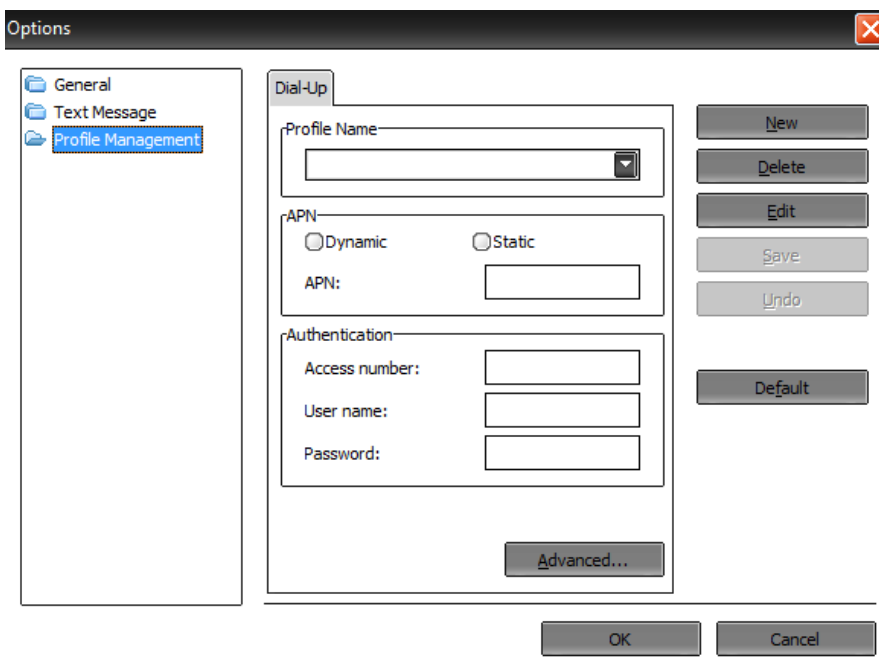 Options
General
Text Message
Profile Management
Dial-Up
Profile Name
APN
Dynamic
Static
APN:
Authentication
Access number:
User name:
Password:
Advanced...
New
Delete
Edit
Save
Undo
Default
OK
Cancel